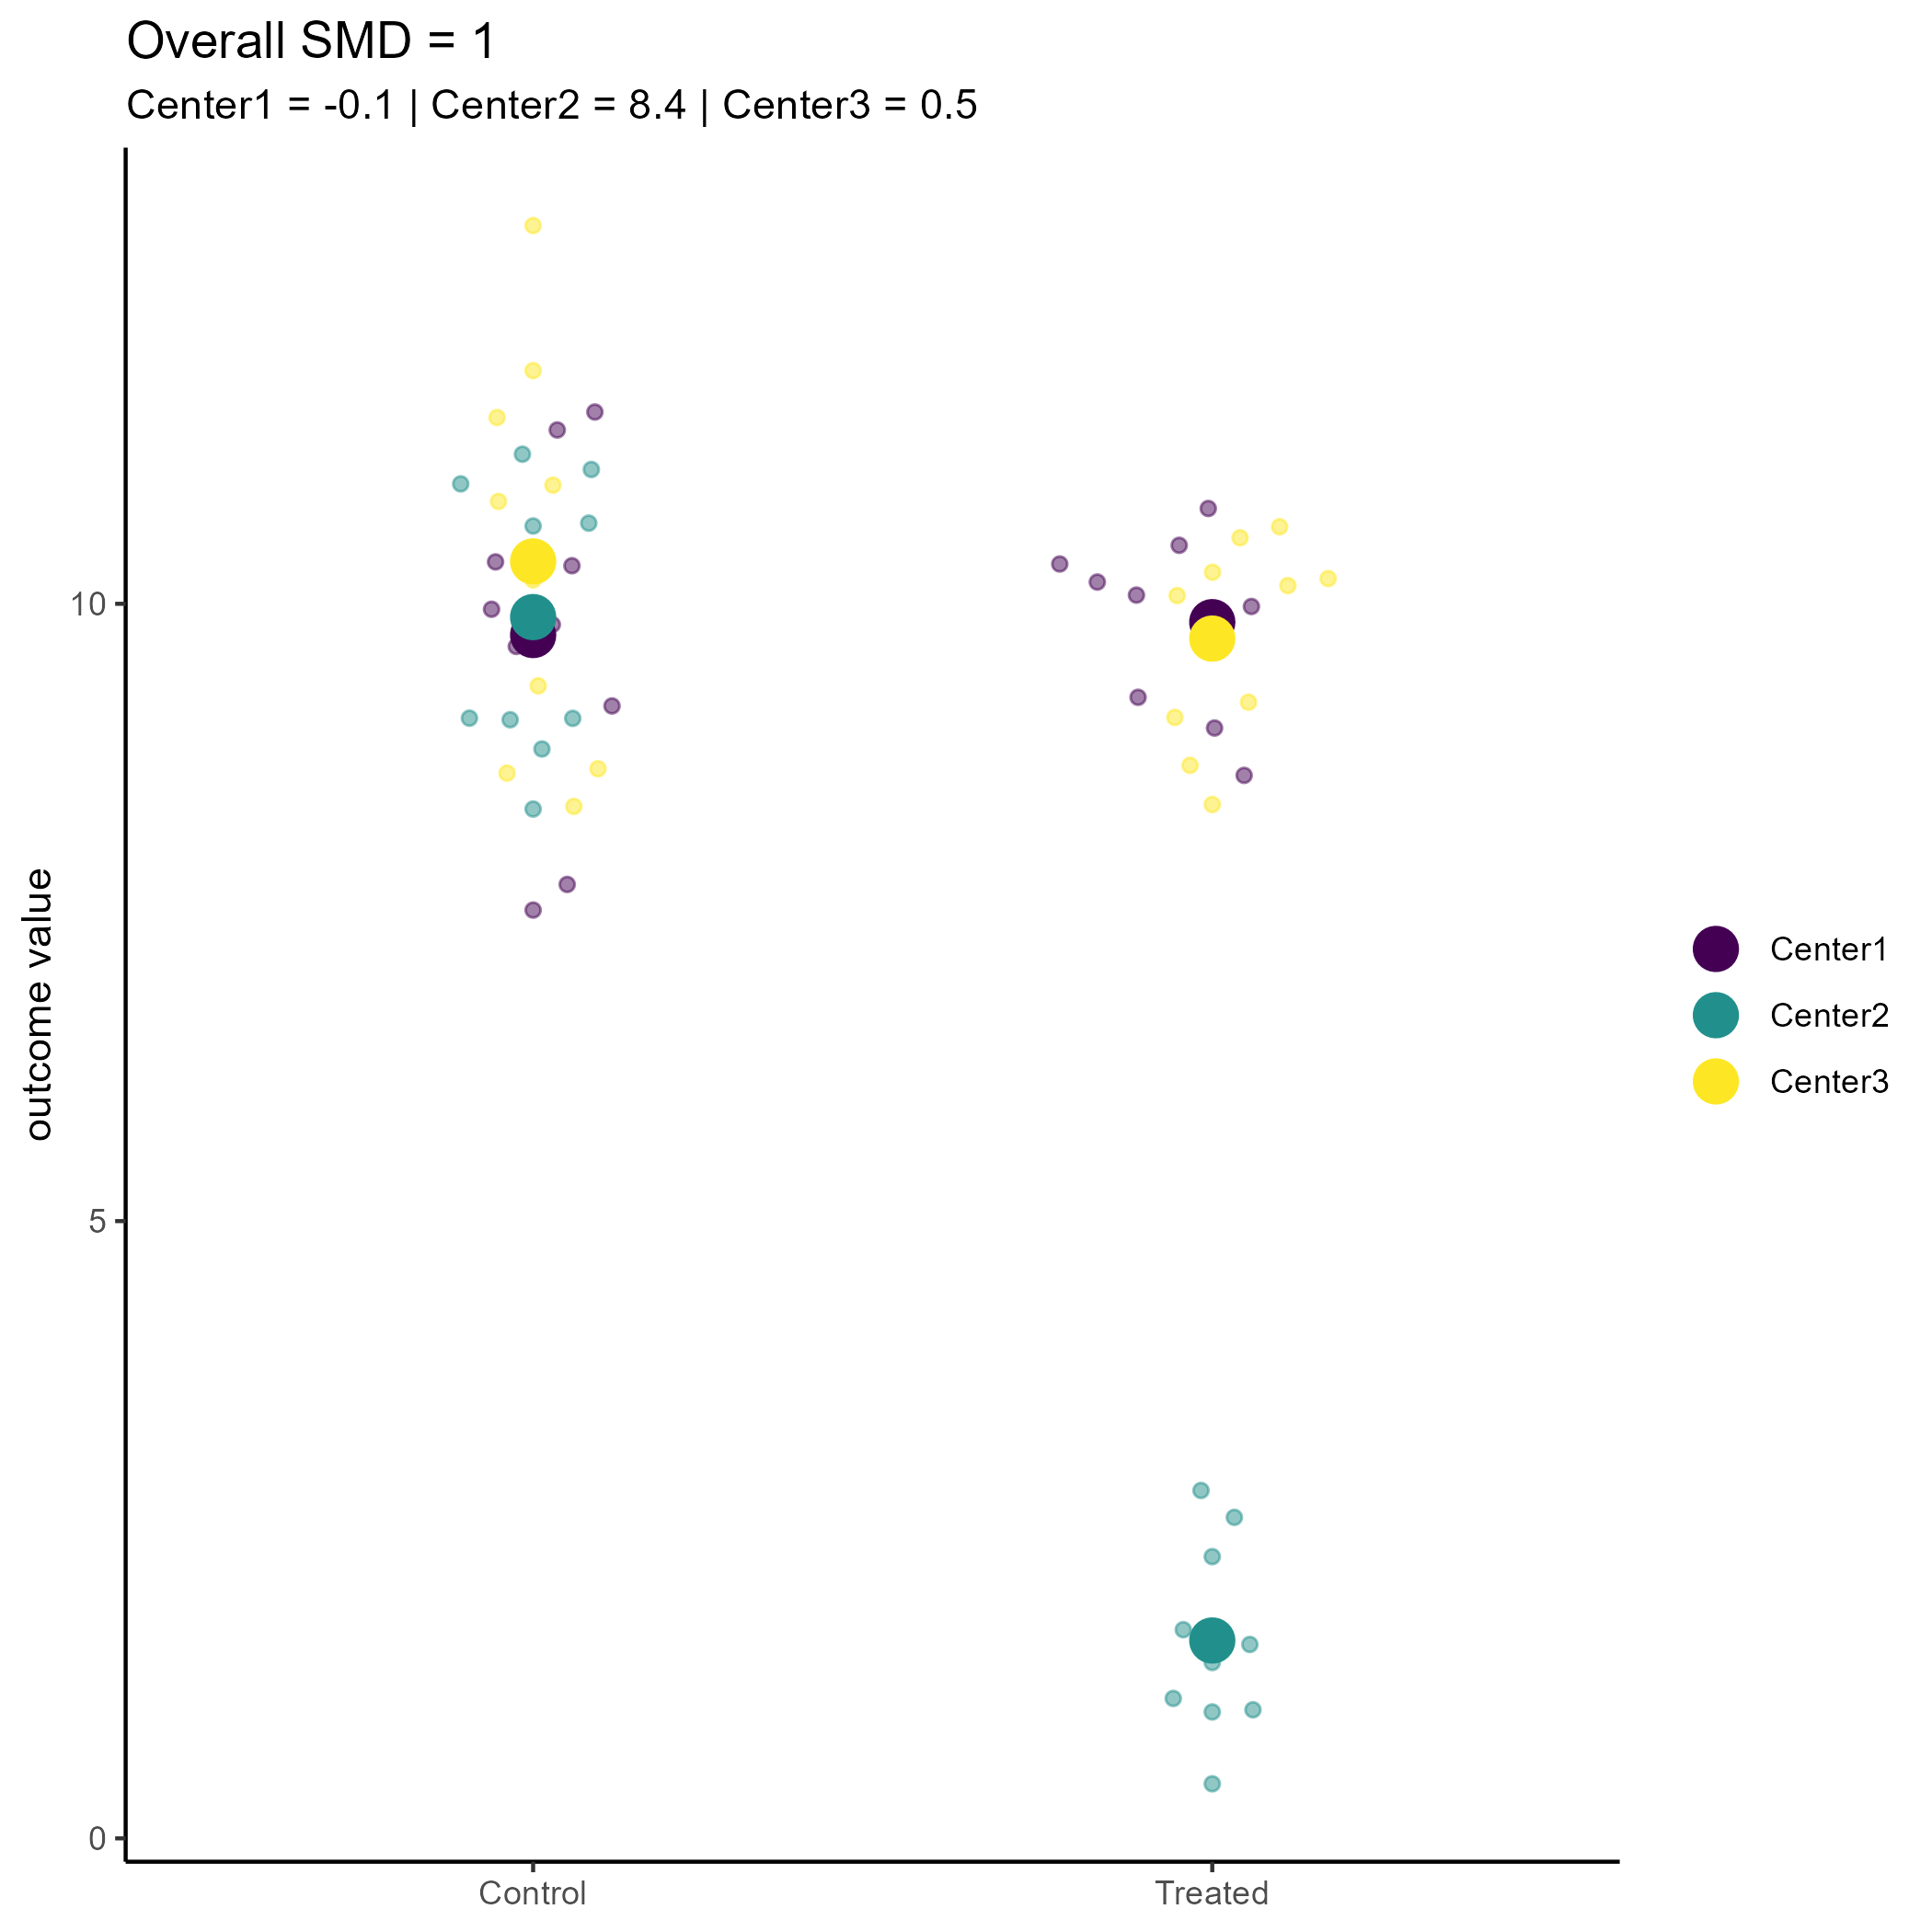 Overall SMD = 1
Center1 = -0.1 | Center2 = 8.4 | Center3 = 0.5
outcome value
10
5
0
Control
Treated
Center1
Center2
Center3